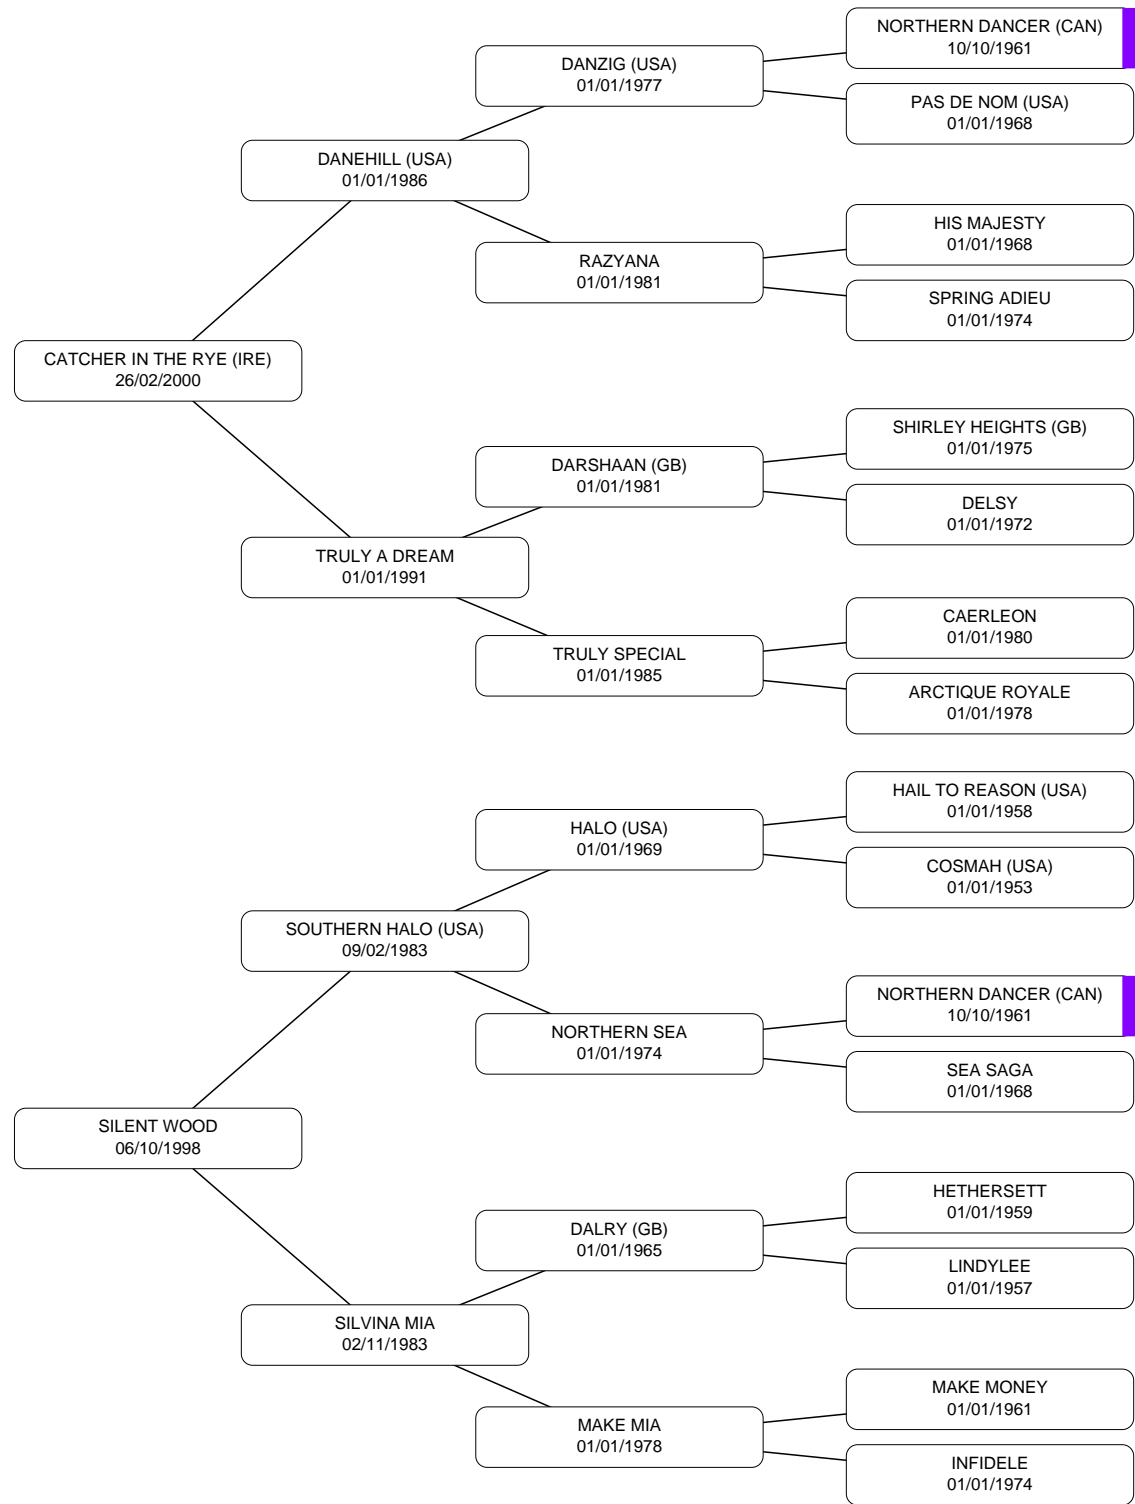 NORTHERN DANCER (CAN)
10/10/1961
DANZIG (USA)
01/01/1977
PAS DE NOM (USA)
01/01/1968
DANEHILL (USA)
01/01/1986
HIS MAJESTY
01/01/1968
RAZYANA
01/01/1981
SPRING ADIEU
01/01/1974
CATCHER IN THE RYE (IRE)
26/02/2000
SHIRLEY HEIGHTS (GB)
01/01/1975
DARSHAAN (GB)
01/01/1981
DELSY
01/01/1972
TRULY A DREAM
01/01/1991
CAERLEON
01/01/1980
TRULY SPECIAL
01/01/1985
ARCTIQUE ROYALE
01/01/1978
HAIL TO REASON (USA)
01/01/1958
HALO (USA)
01/01/1969
COSMAH (USA)
01/01/1953
SOUTHERN HALO (USA)
09/02/1983
NORTHERN DANCER (CAN)
10/10/1961
NORTHERN SEA
01/01/1974
SEA SAGA
01/01/1968
SILENT WOOD
06/10/1998
HETHERSETT
01/01/1959
DALRY (GB)
01/01/1965
LINDYLEE
01/01/1957
SILVINA MIA
02/11/1983
MAKE MONEY
01/01/1961
MAKE MIA
01/01/1978
INFIDELE
01/01/1974